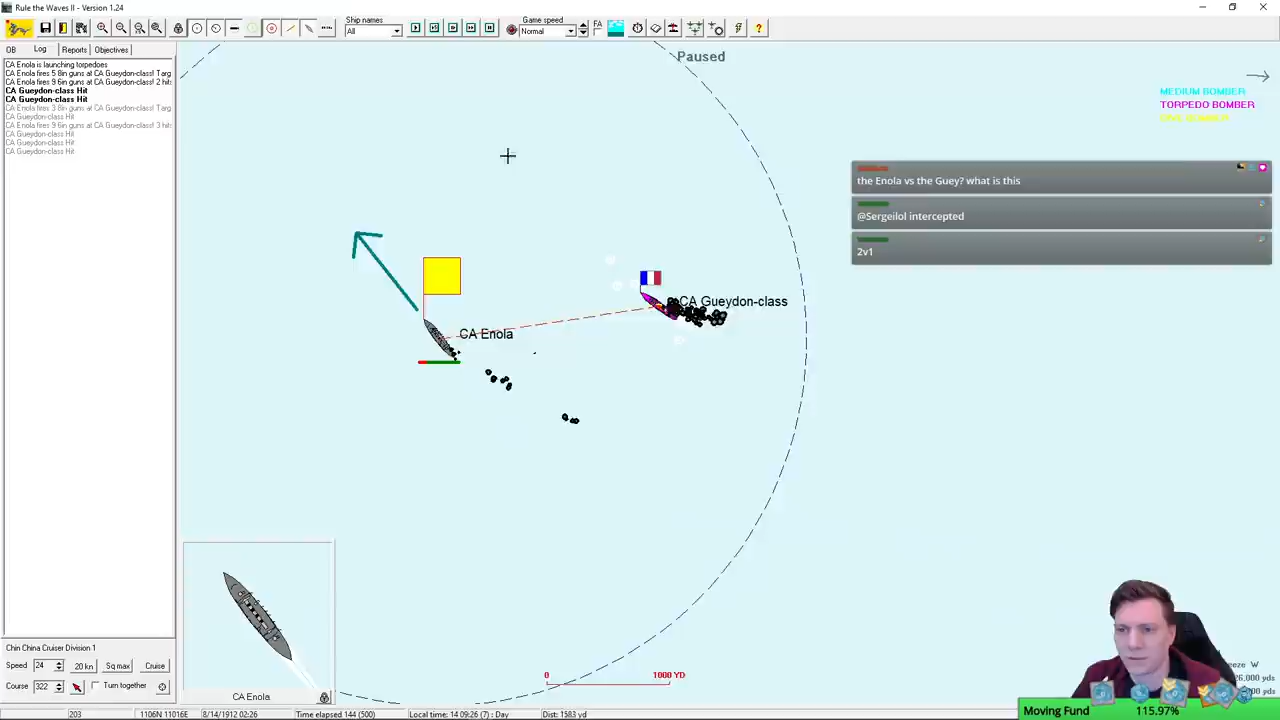 Rule the Waves II - Version 1.24
Ship names
All
Game speed
Normal
FA
OB
Log
Reports
Objectives
CA Enola is launching torpedoes
CA Enola fires 5 8in guns at CA Gueydon-class! Targ
CA Enola fires 9 6in guns at CA Gueydon-class! 2 hits
CA Gueydon-class Hit
CA Gueydon-class Hit
CA Enola fires 3 8in guns at CA Gueydon-class! Targ
CA Gueydon-class Hit
CA Enola fires 9 6in guns at CA Gueydon-class! 3 hits
CA Gueydon-class Hit
CA Gueydon-class Hit
CA Gueydon-class Hit
Paused
MEDIUM BOMBER
TORPEDO BOMBER
DIVE BOMBER
the Enola vs the Guey? what is this
@Sergeilol intercepted
2v1
CA Gueydon-class
CA Enola
Chin China Cruiser Division 1
Speed 24 20 kn Sq max Cruise
Course 322 Turn together
CA Enola
0 1000 YD
203
1106N 11016E
8/14/1912 02:26
Time elapsed 144 (500)
Local time: 14 09:26 (7) : Day
Dist: 1583 yd
Moving Fund 115.97%